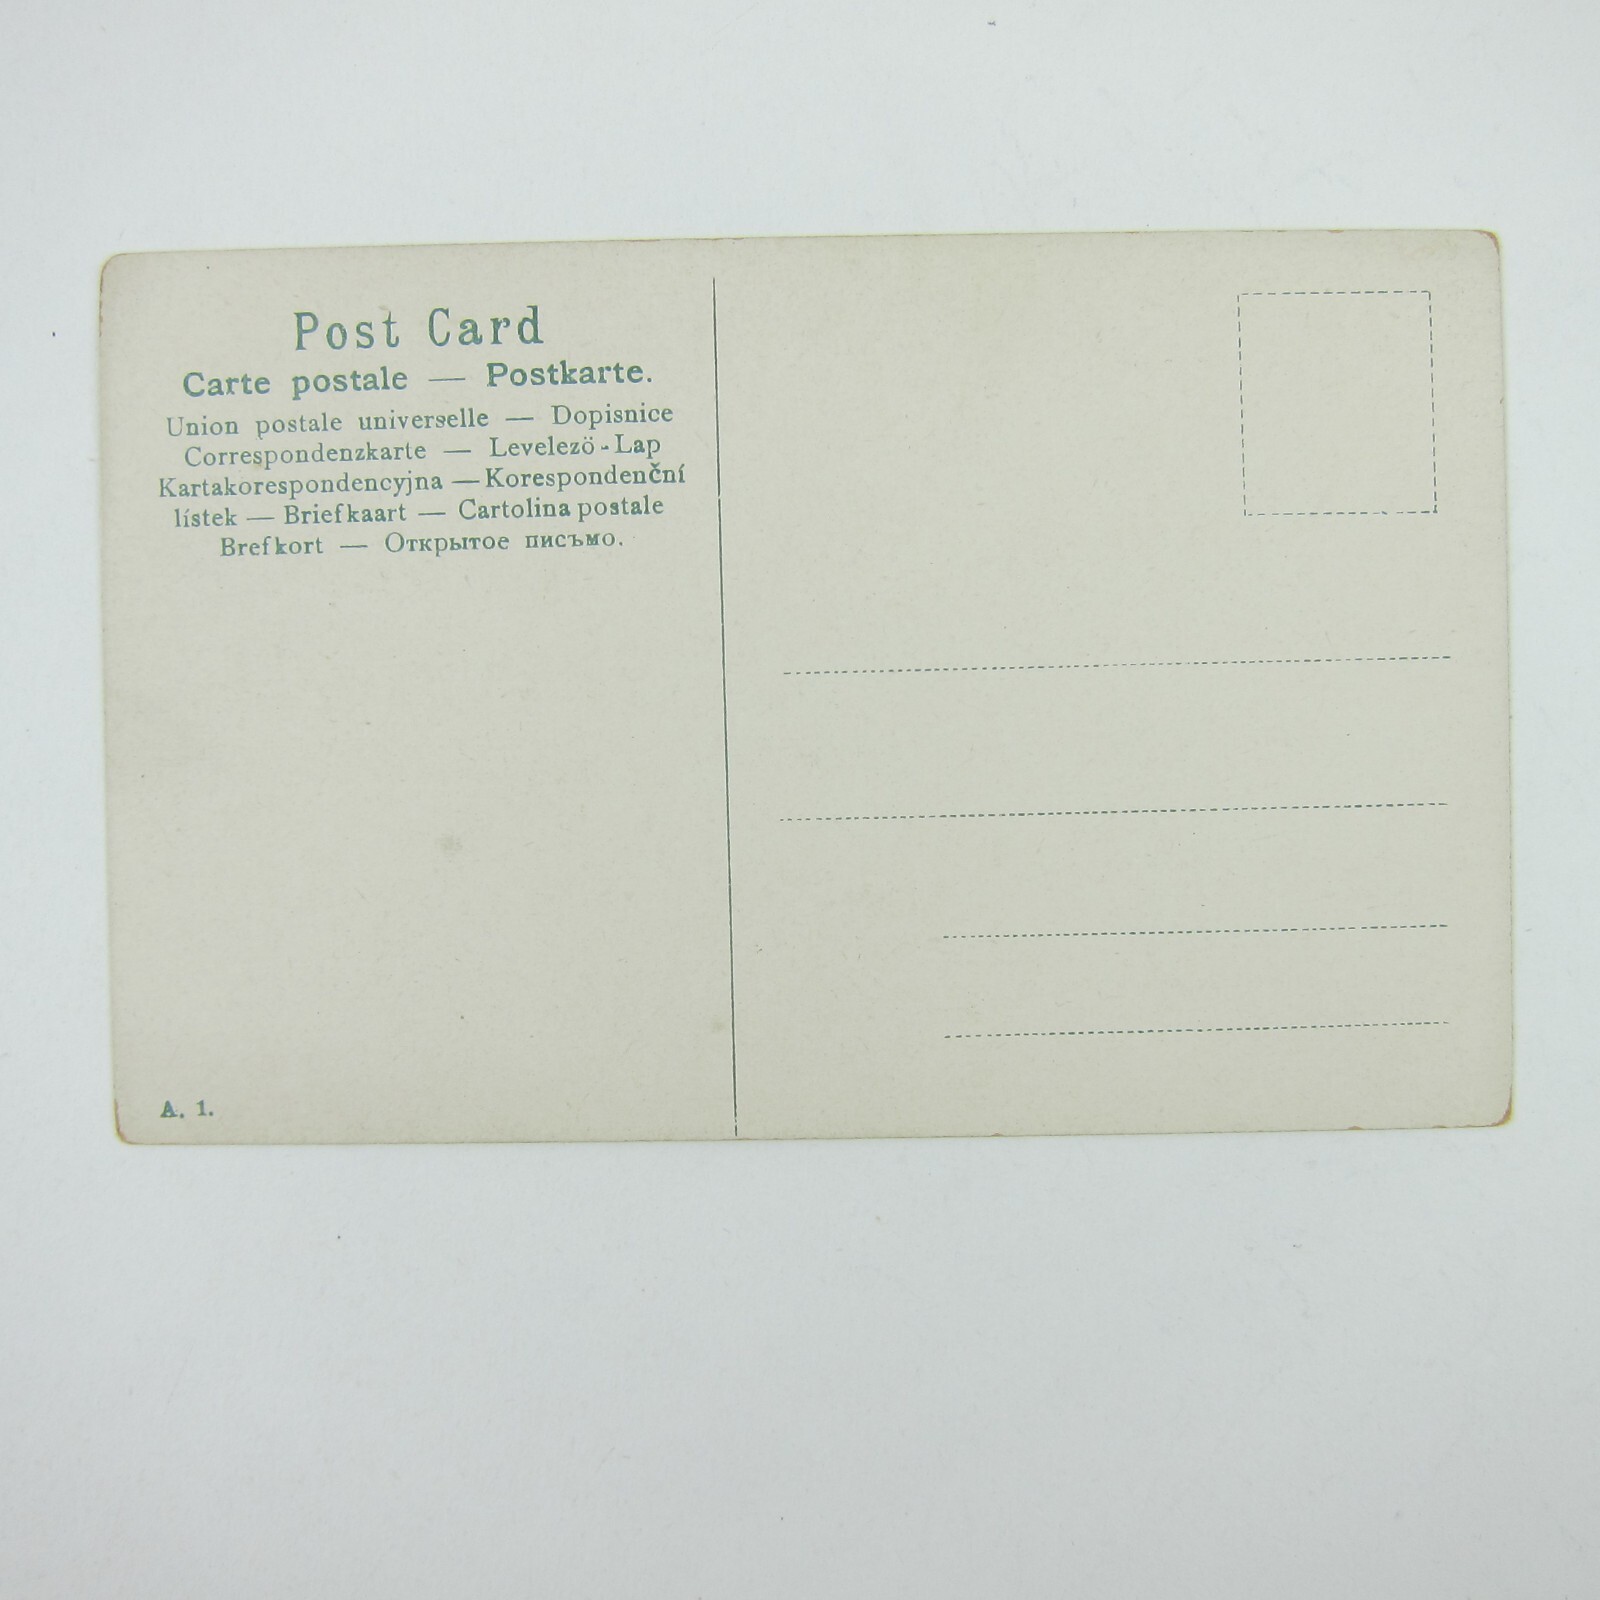 Post Card
Carte postale — Postkarte.
Union postale universelle — Dopisnice
Correspondenzkarte — Levelezö-Lap
Kartakorespondencyjna — Korespondenční
lístek — Briefkaart — Cartolina postale
Brefkort — Открытое письмо.
A. 1.